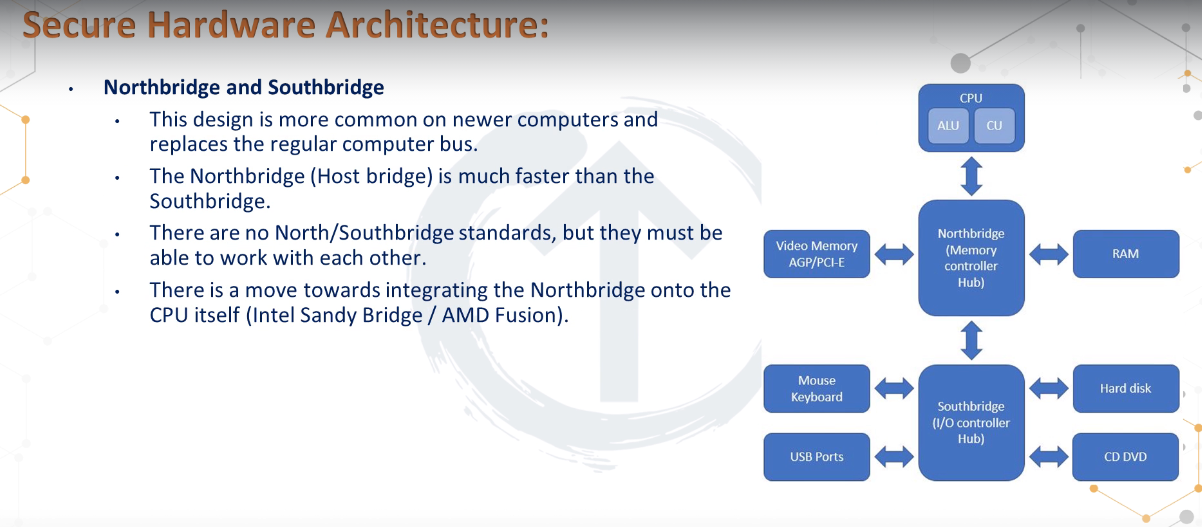 Secure Hardware Architecture:
• Northbridge and Southbridge
• This design is more common on newer computers and
replaces the regular computer bus.
• The Northbridge (Host bridge) is much faster than the
Southbridge.
• There are no North/Southbridge standards, but they must be
able to work with each other.
• There is a move towards integrating the Northbridge onto the
CPU itself (Intel Sandy Bridge / AMD Fusion).
CPU
ALU
CU
Video Memory
AGP/PCI-E
Northbridge
(Memory
controller
Hub)
RAM
Mouse
Keyboard
Southbridge
(I/O controller
Hub)
Hard disk
USB Ports
CD DVD